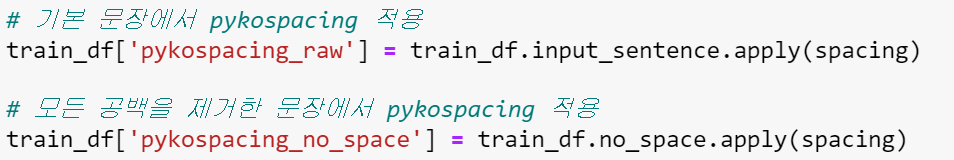 # 기본 문장에서 pykospacing 적용
train_df['pykospacing_raw'] = train_df.input_sentence.apply(spacing)
# 모든 공백을 제거한 문장에서 pykospacing 적용
train_df['pykospacing_no_space'] = train_df.no_space.apply(spacing)